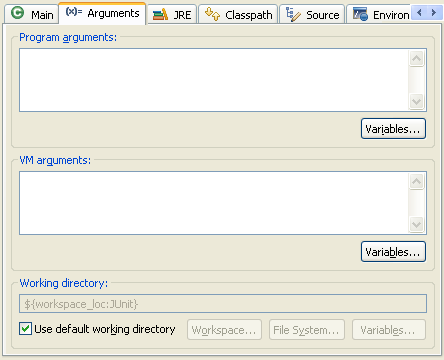 Main (x)= Arguments JRE Classpath Source Environ
Program arguments:
Variables...
VM arguments:
Variables...
Working directory:
${workspace_loc:JUnit}
Use default working directory Workspace... File System... Variables...